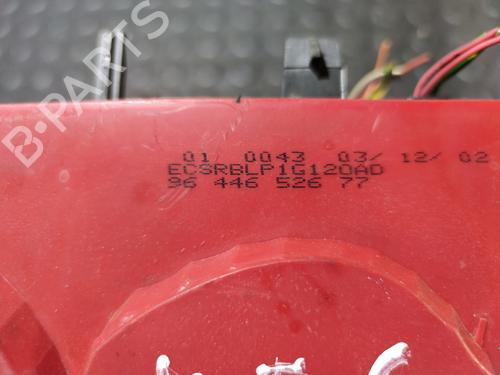 01 0043 03/ 12/ 02
ECSRBLP1G120AD
96 446 526 77
B-PARTS